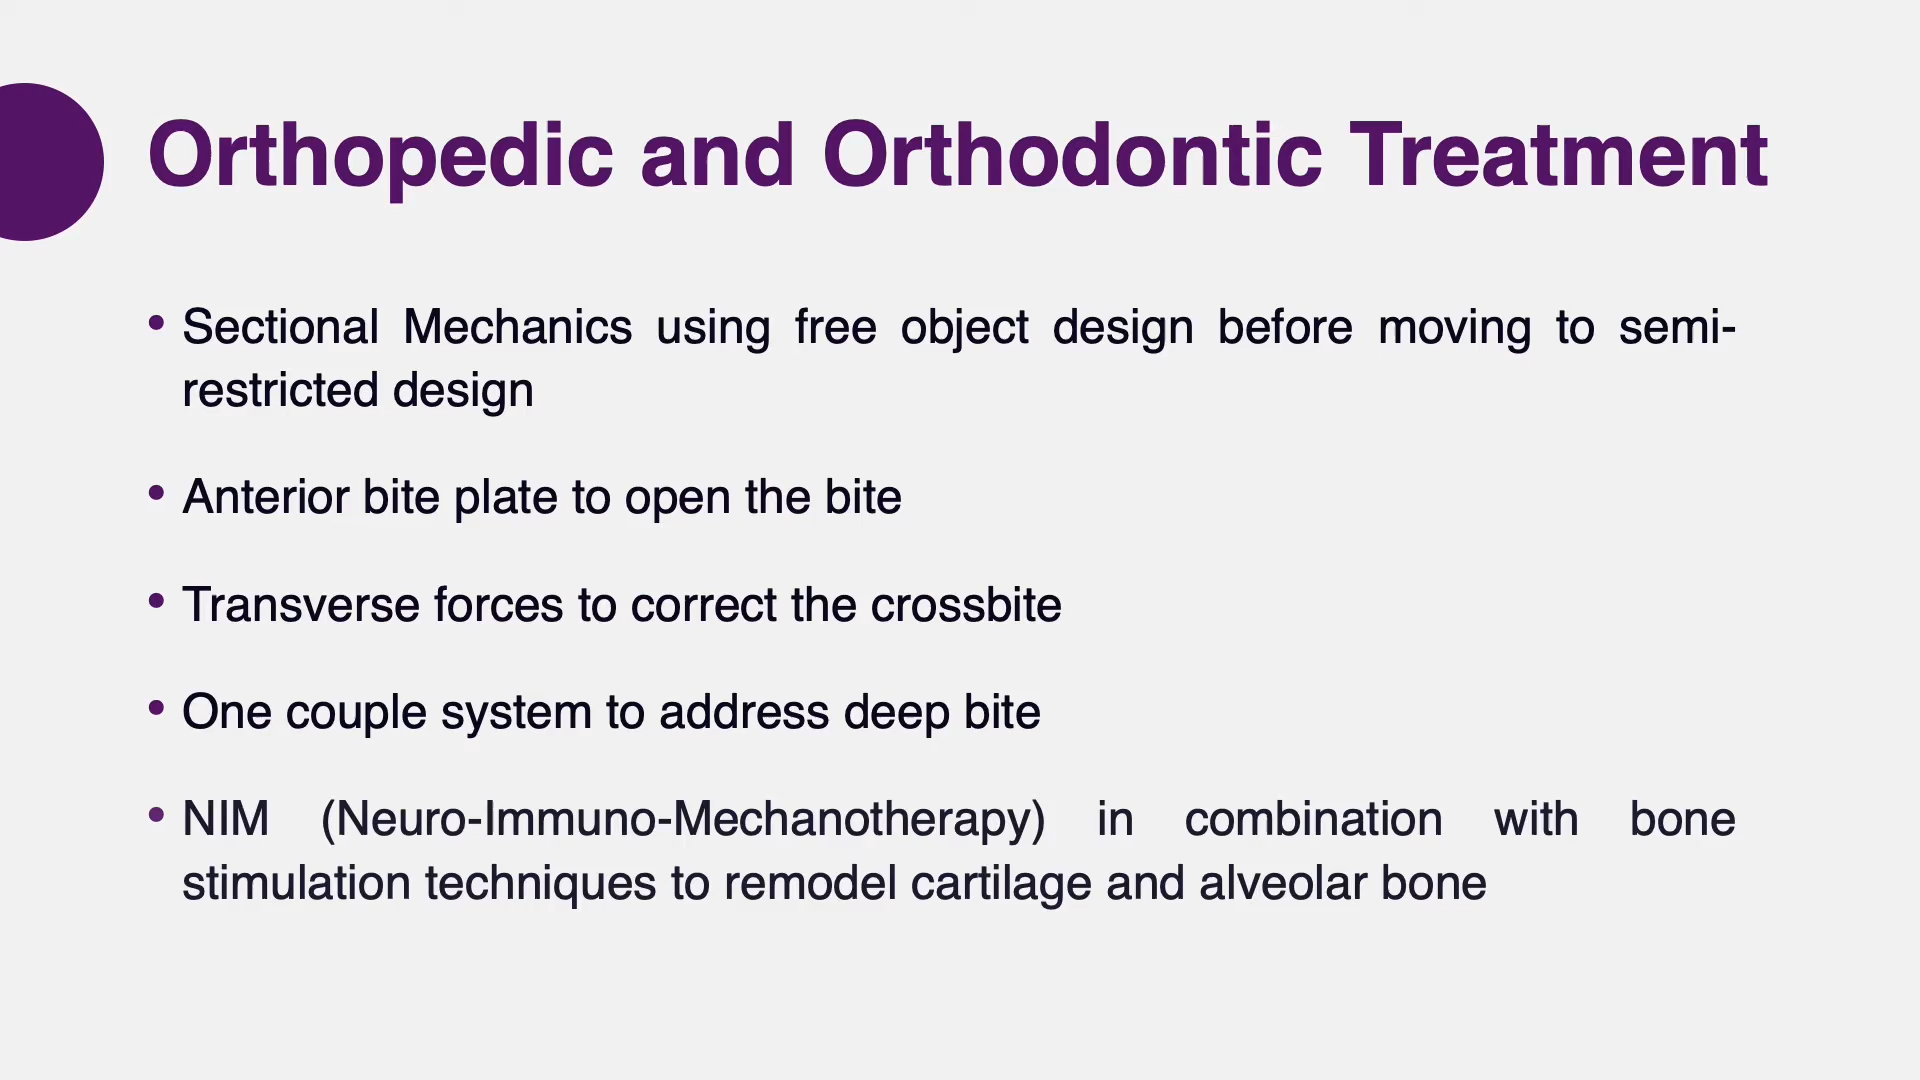 Orthopedic and Orthodontic Treatment
• Sectional Mechanics using free object design before moving to semi-
restricted design
• Anterior bite plate to open the bite
• Transverse forces to correct the crossbite
• One couple system to address deep bite
• NIM (Neuro-Immuno-Mechanotherapy) in combination with bone
stimulation techniques to remodel cartilage and alveolar bone